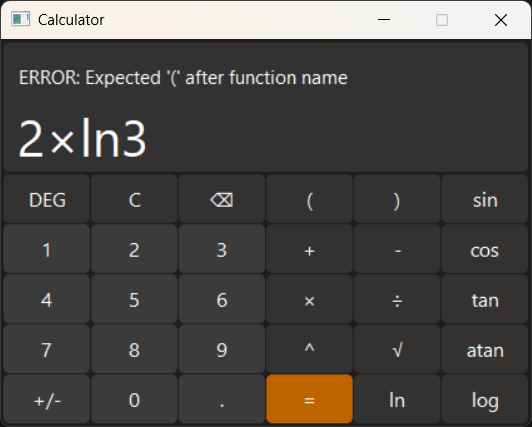 Calculator
ERROR: Expected '(' after function name
2×ln3
DEG C ⌫ ( ) sin
1 2 3 + - cos
4 5 6 × ÷ tan
7 8 9 ^ √ atan
+/- 0 . = ln log